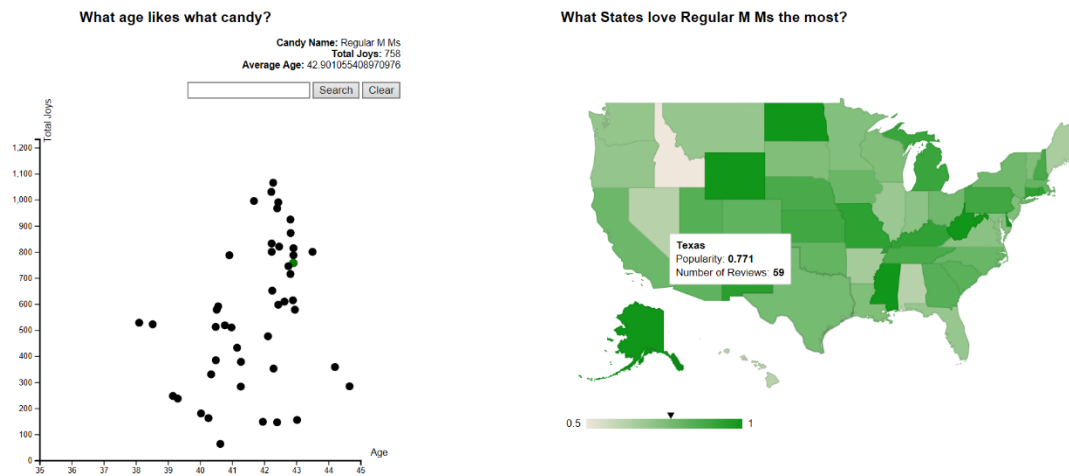 What age likes what candy?
Candy Name: Regular M Ms
Total Joys: 758
Average Age: 42.901055408970976
Search Clear
Total Joys
1,200
1,100
1,000
900
800
700
600
500
400
300
200
100
0
Age
35 36 37 38 39 40 41 42 43 44 45
What States love Regular M Ms the most?
Texas
Popularity: 0.771
Number of Reviews: 59
0.5 1